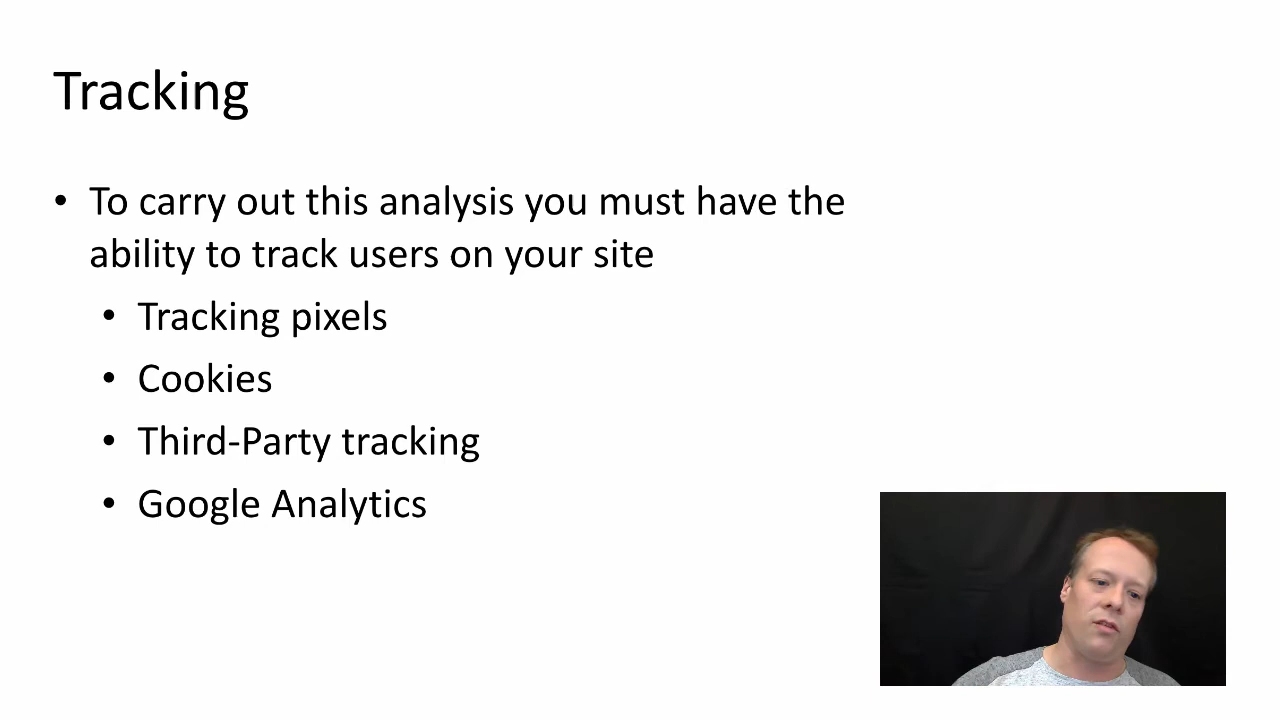 Tracking
• To carry out this analysis you must have the
ability to track users on your site
• Tracking pixels
• Cookies
• Third-Party tracking
• Google Analytics